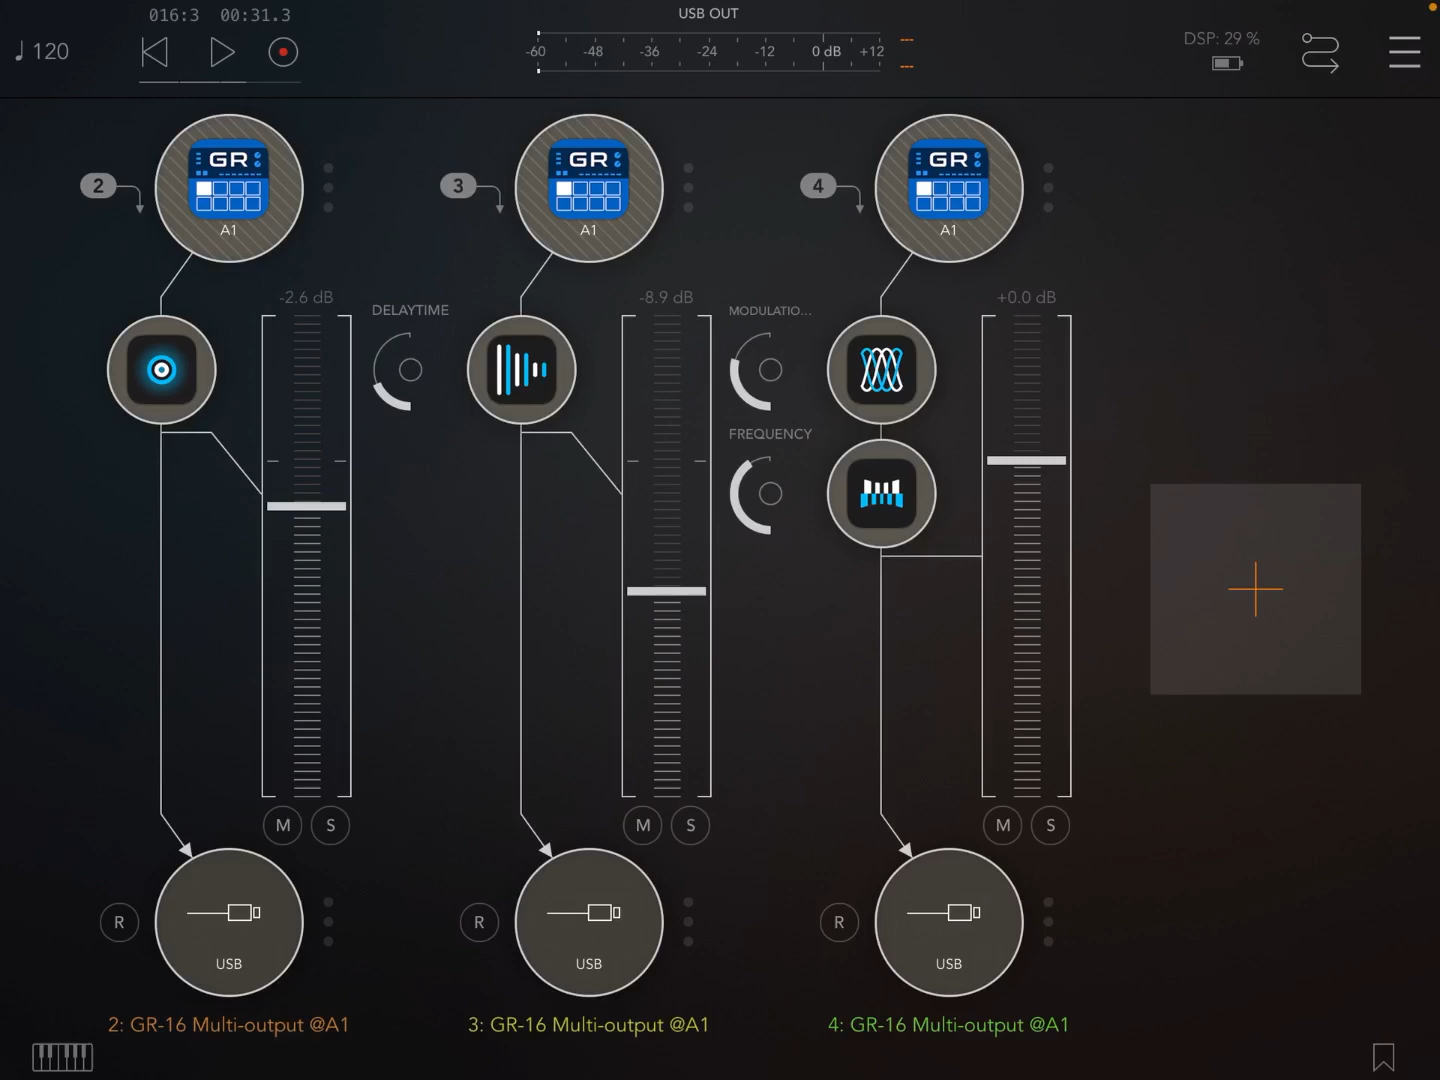 016:3 00:31.3
120
USB OUT
-60 -48 -36 -24 -12 0 dB +12
---
---
DSP: 29 %
2
GR
A1
3
GR
A1
4
GR
A1
-2.6 dB
DELAYTIME
-8.9 dB
MODULATIO...
FREQUENCY
+0.0 dB
M S
M S
M S
R
USB
R
USB
R
USB
2: GR-16 Multi-output @A1
3: GR-16 Multi-output @A1
4: GR-16 Multi-output @A1